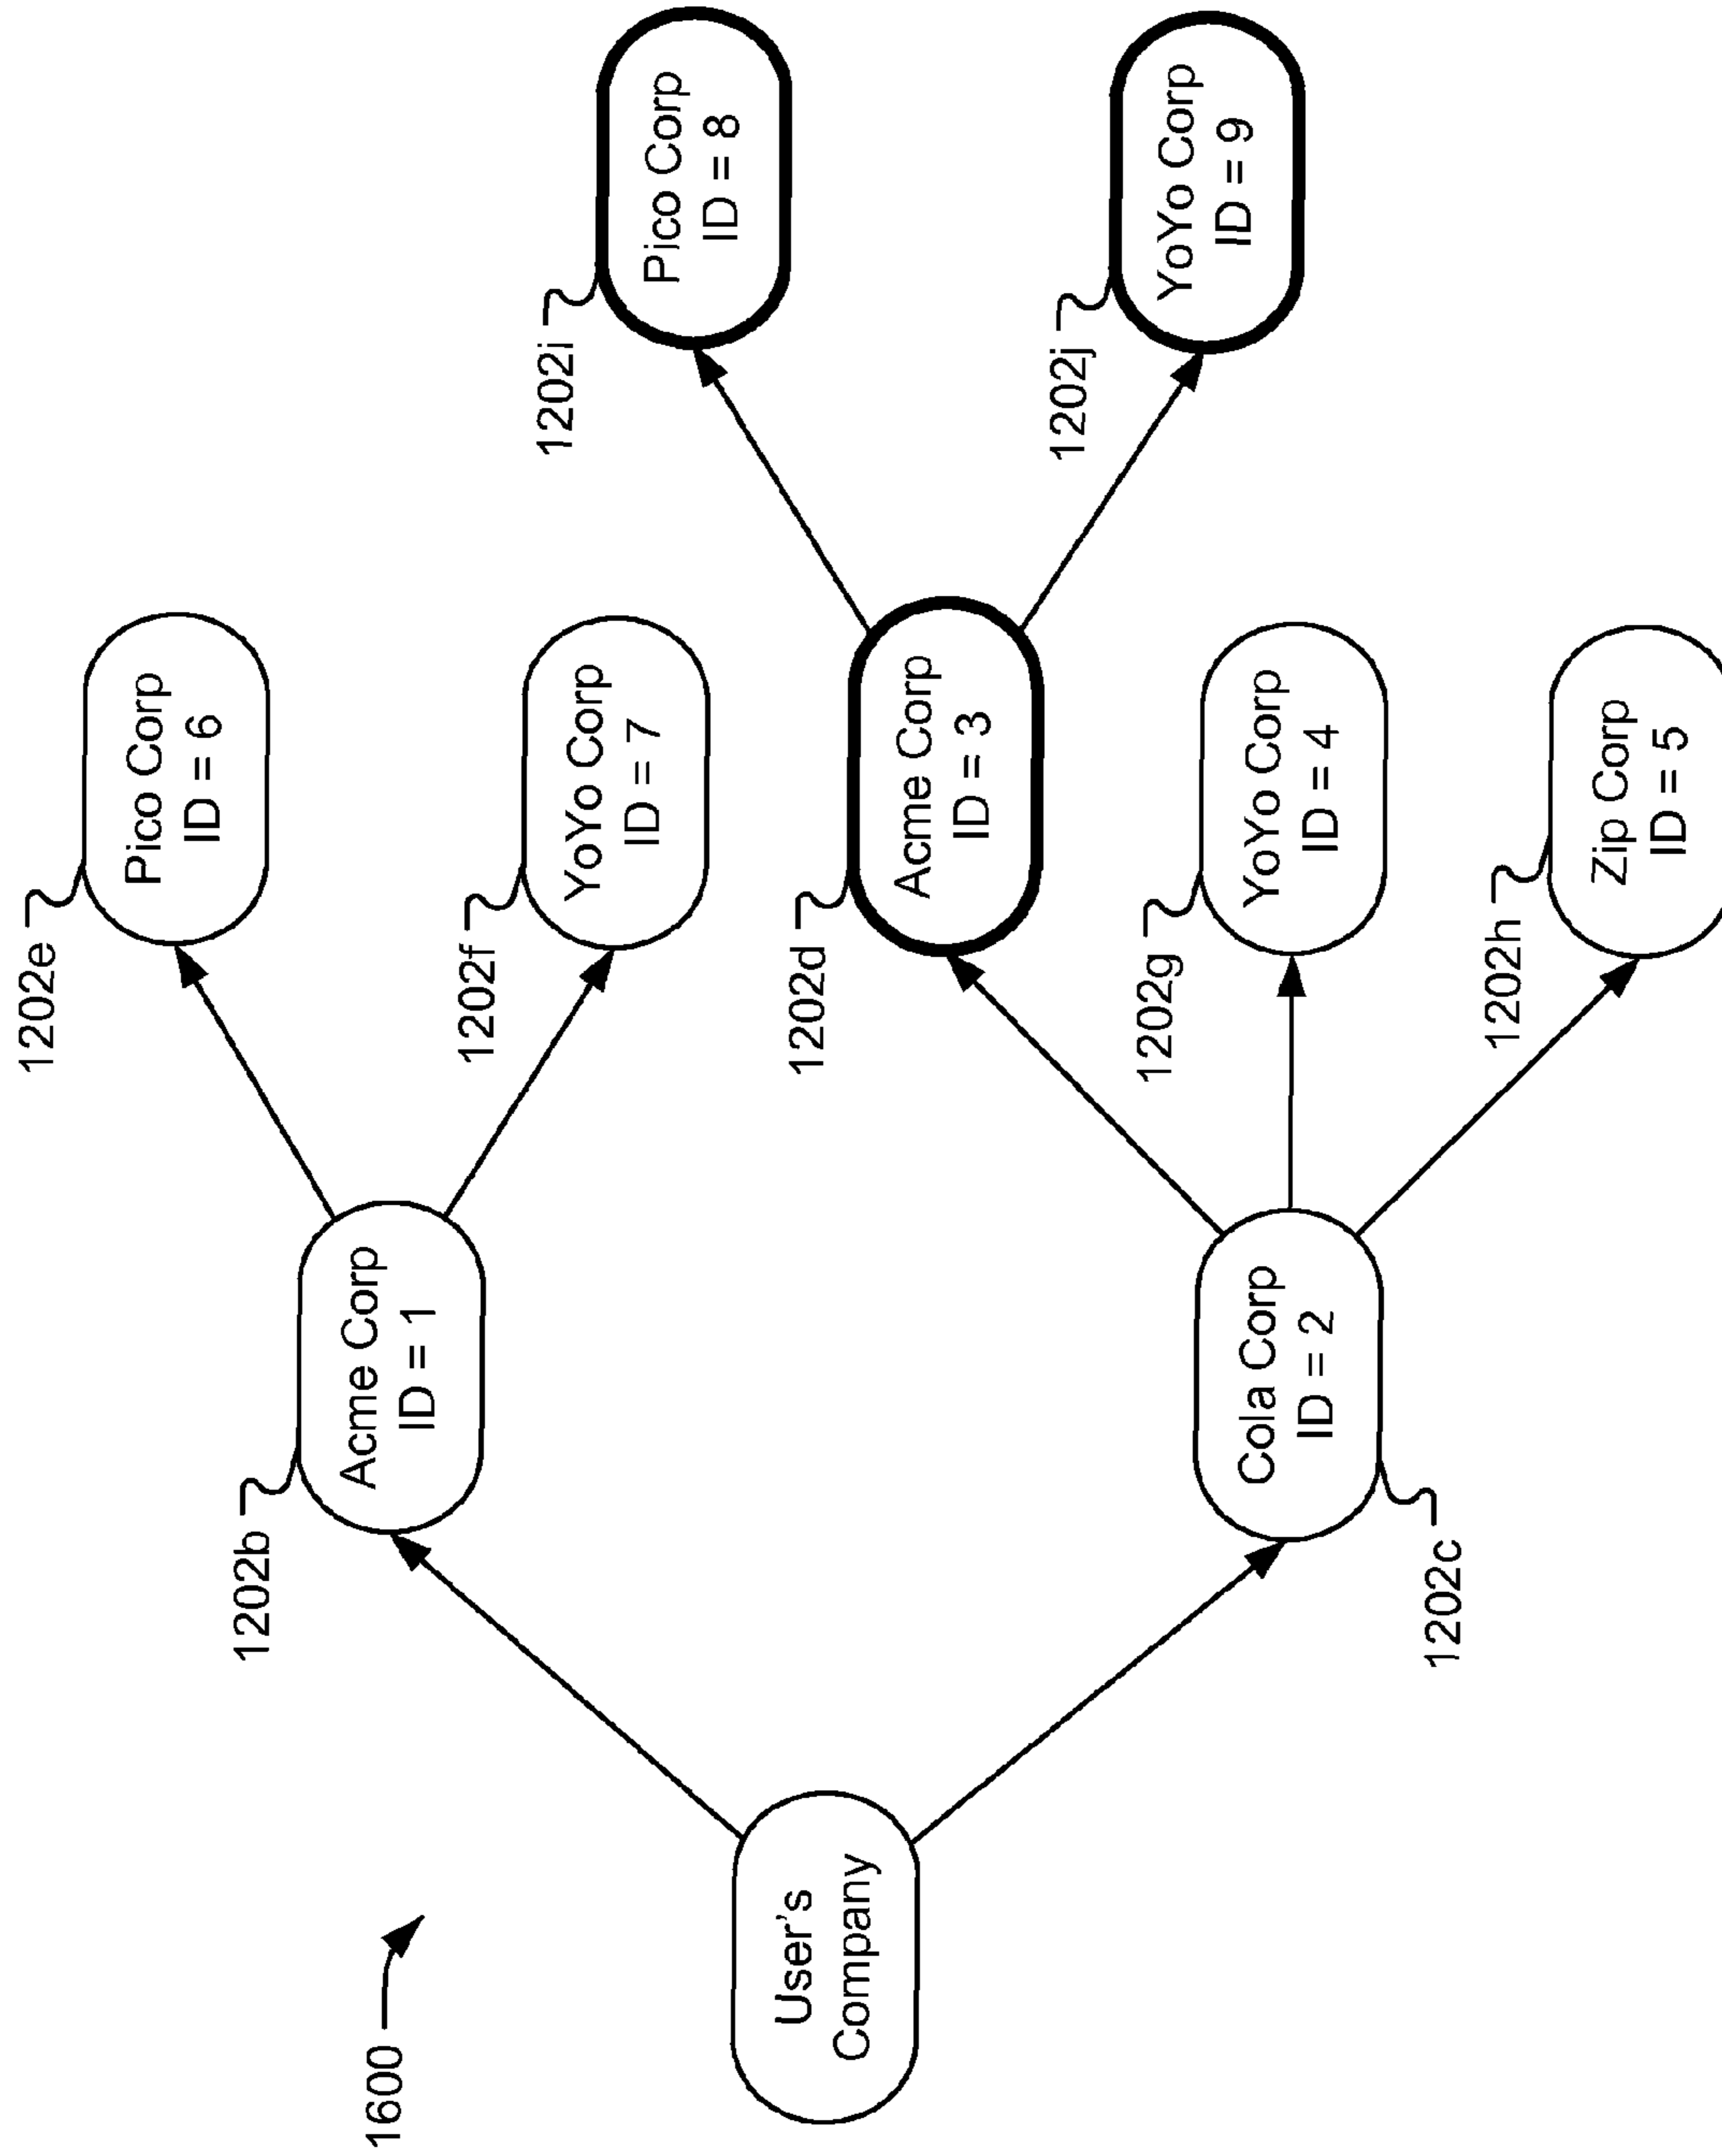 1600
User's
Company
1202b
Acme Corp
ID = 1
1202c
Cola Corp
ID = 2
1202e
Pico Corp
ID = 6
1202f
YoYo Corp
ID = 7
1202d
Acme Corp
ID = 3
1202g
YoYo Corp
ID = 4
1202h
Zip Corp
ID = 5
1202i
Pico Corp
ID = 8
1202j
YoYo Corp
ID = 9